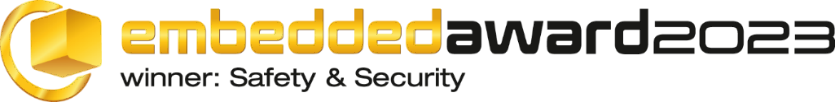 embeddedaward2023
winner: Safety & Security